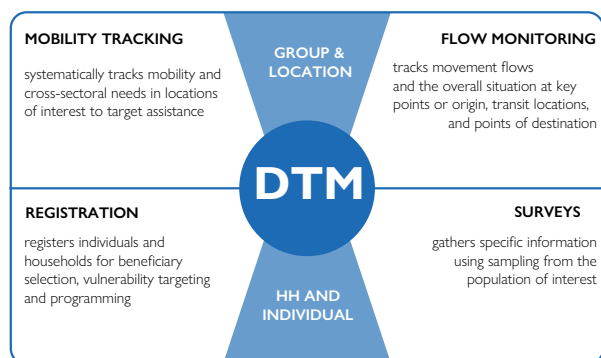 MOBILITY TRACKING
systematically tracks mobility and
cross-sectoral needs in locations
of interest to target assistance
GROUP &
LOCATION
FLOW MONITORING
tracks movement flows
and the overall situation at key
points or origin, transit locations,
and points of destination
DTM
REGISTRATION
registers individuals and
households for beneficiary
selection, vulnerability targeting
and programming
HH AND
INDIVIDUAL
SURVEYS
gathers specific information
using sampling from the
population of interest